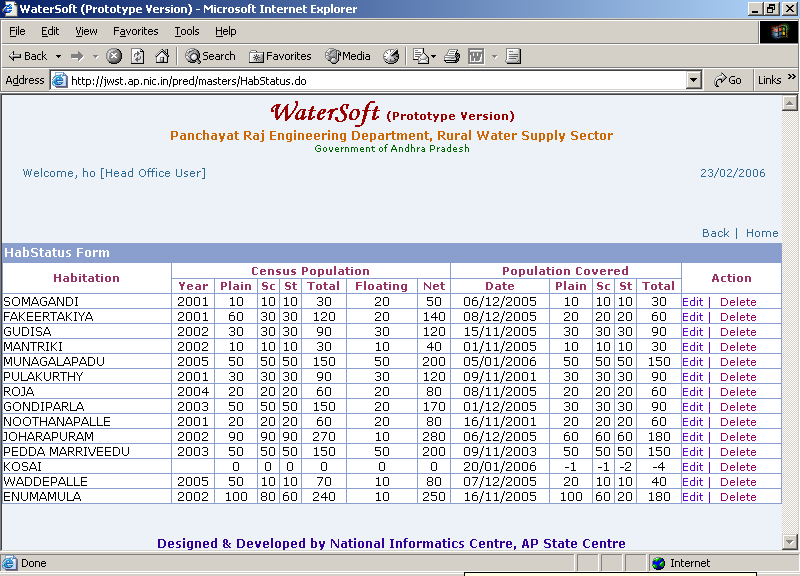 WaterSoft (Prototype Version) - Microsoft Internet Explorer
File Edit View Favorites Tools Help
Back Search Favorites Media
Address http://jwst.ap.nic.in/pred/masters/HabStatus.do Go Links »
WaterSoft (Prototype Version)
Panchayat Raj Engineering Department, Rural Water Supply Sector
Government of Andhra Pradesh
Welcome, ho [Head Office User] 23/02/2006
Back | Home
HabStatus Form
Habitation Census Population Population Covered Action
Year Plain Sc St Total Floating Net Date Plain Sc St Total
SOMAGANDI 2001 10 10 10 30 20 50 06/12/2005 10 10 10 30 Edit | Delete
FAKEERTAKIYA 2001 60 30 30 120 20 140 08/12/2005 20 20 20 60 Edit | Delete
GUDISA 2002 30 30 30 90 30 120 15/11/2005 30 30 30 90 Edit | Delete
MANTRIKI 2002 10 10 10 30 10 40 01/11/2005 10 10 10 30 Edit | Delete
MUNAGALAPADU 2005 50 50 50 150 50 200 05/01/2006 50 50 50 150 Edit | Delete
PULAKURTHY 2001 30 30 30 90 30 120 09/11/2001 30 30 30 90 Edit | Delete
ROJA 2004 20 20 20 60 20 80 08/11/2005 20 20 20 60 Edit | Delete
GONDIPARLA 2003 50 50 50 150 20 170 01/12/2005 30 30 30 90 Edit | Delete
NOOTHANAPALLE 2001 20 20 20 60 20 80 16/11/2001 20 20 20 60 Edit | Delete
JOHARAPURAM 2002 90 90 90 270 10 280 06/12/2005 60 60 60 180 Edit | Delete
PEDDA MARRIVEEDU 2003 50 50 50 150 50 200 09/11/2003 50 50 50 150 Edit | Delete
KOSAI 0 0 0 0 0 0 20/01/2006 -1 -1 -2 -4 Edit | Delete
WADDEPALLE 2005 50 10 10 70 10 80 07/12/2005 20 10 10 40 Edit | Delete
ENUMAMULA 2002 100 80 60 240 10 250 16/11/2005 100 60 20 180 Edit | Delete
Designed & Developed by National Informatics Centre, AP State Centre
Done Internet